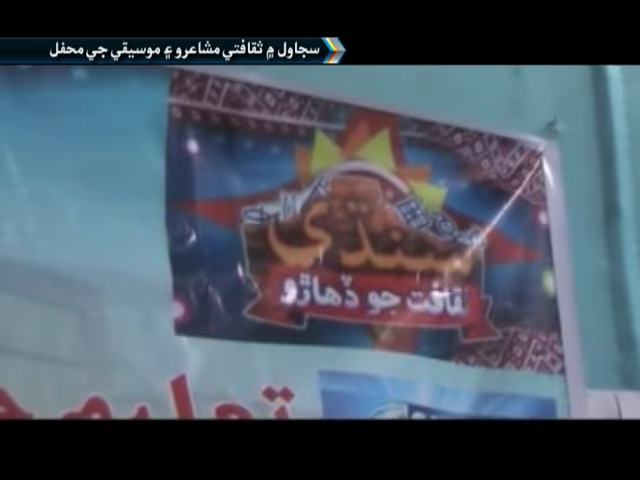 سجاول ۾ ثقافتي مشاعرو ۽ موسيقي جي محفل
سنڌي
ثقافت جو ڏهاڙو